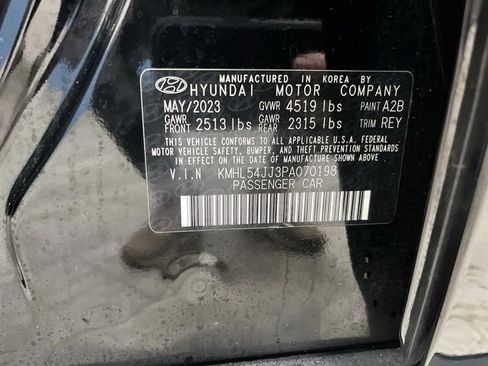 MANUFACTURED IN KOREA BY
HYUNDAI MOTOR COMPANY
MAY/2023 GVWR 4519 lbs PAINT A2B
GAWR FRONT 2513 lbs GAWR REAR 2315 lbs TRIM REY
THIS VEHICLE CONFORMS TO ALL APPLICABLE U.S.A. FEDERAL
MOTOR VEHICLE SAFETY, BUMPER, AND THEFT PREVENTION STANDARDS
IN EFFECT ON THE DATE OF MANUFACTURE SHOWN ABOVE.
V.I.N KMHL54JJ3PA070198
PASSENGER CAR